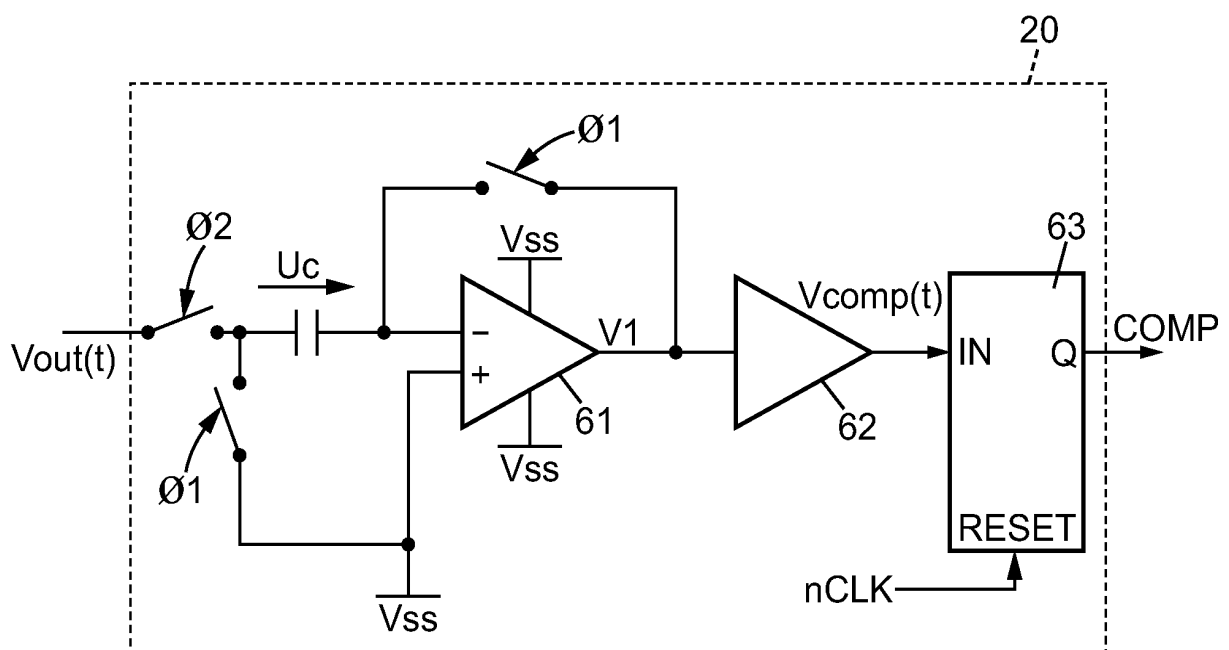 20
Ø1
Ø2
Vss
63
Uc
Vcomp(t)
Vout(t)
−
V1
IN
Q
COMP
+
61
62
Vss
Ø1
RESET
nCLK
Vss